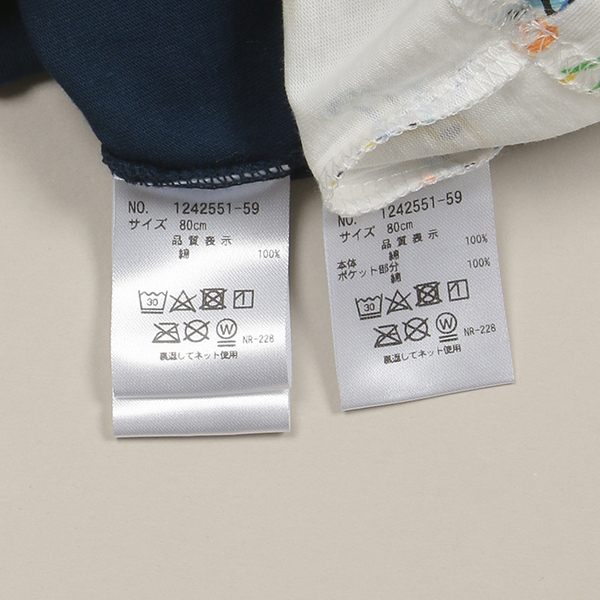 NO. 1242551-59
サイズ 80cm
品質表示
綿 100%
30
W
NR-228
裏返してネット使用
NO. 1242551-59
サイズ 80cm
品質表示
本体 綿 100%
ポケット部分 綿 100%
30
W
NR-228
裏返してネット使用